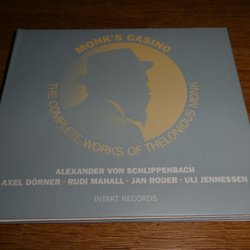 MONK'S CASINO
THE COMPLETE WORKS OF THELONIOUS MONK
ALEXANDER VON SCHLIPPENBACH
AXEL DÖRNER · RUDI MAHALL · JAN RODER · ULI JENNESSEN
INTAKT RECORDS